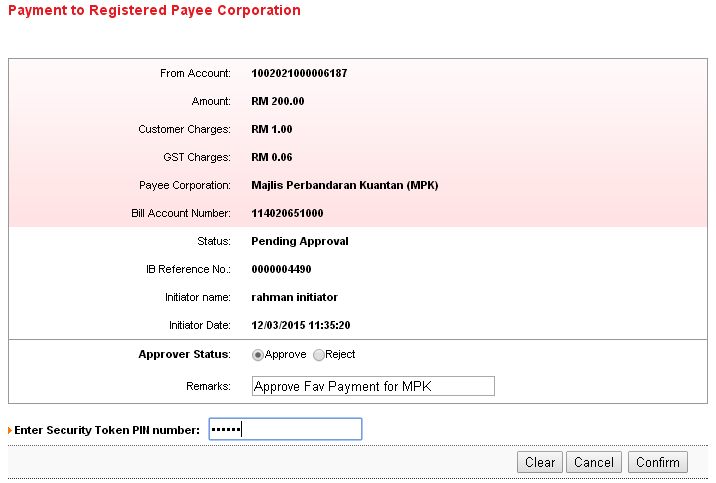 Payment to Registered Payee Corporation
From Account: 1002021000006187
Amount: RM 200.00
Customer Charges: RM 1.00
GST Charges: RM 0.06
Payee Corporation: Majlis Perbandaran Kuantan (MPK)
Bill Account Number: 114020651000
Status: Pending Approval
IB Reference No.: 0000004490
Initiator name: rahman initiator
Initiator Date: 12/03/2015 11:35:20
Approver Status: Approve Reject
Remarks: Approve Fav Payment for MPK
Enter Security Token PIN number: ••••••
Clear Cancel Confirm